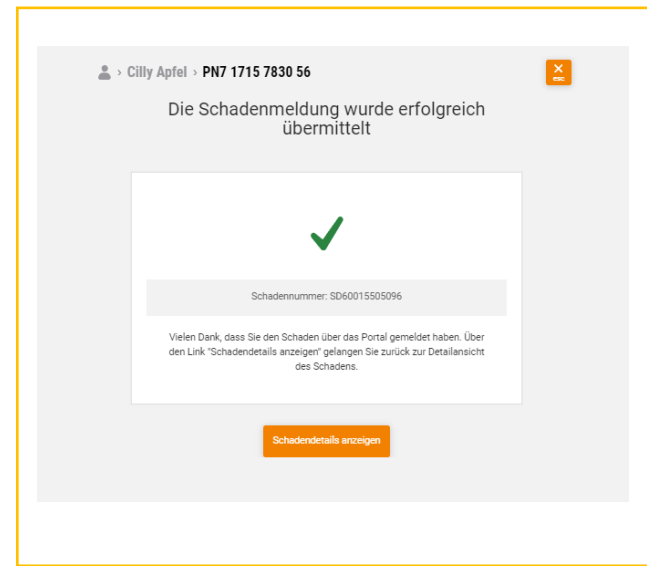 › Cilly Apfel › PN7 1715 7830 56
esc
Die Schadenmeldung wurde erfolgreich
übermittelt
Schadennummer: SD60015505096
Vielen Dank, dass Sie den Schaden über das Portal gemeldet haben. Über
den Link "Schadendetails anzeigen" gelangen Sie zurück zur Detailansicht
des Schadens.
Schadendetails anzeigen